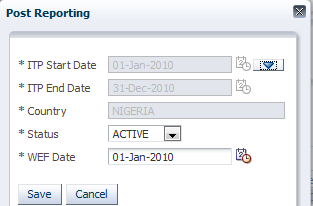 Post Reporting
* ITP Start Date 01-Jan-2010
* ITP End Date 31-Dec-2010
* Country NIGERIA
* Status ACTIVE
* WEF Date 01-Jan-2010
Save Cancel